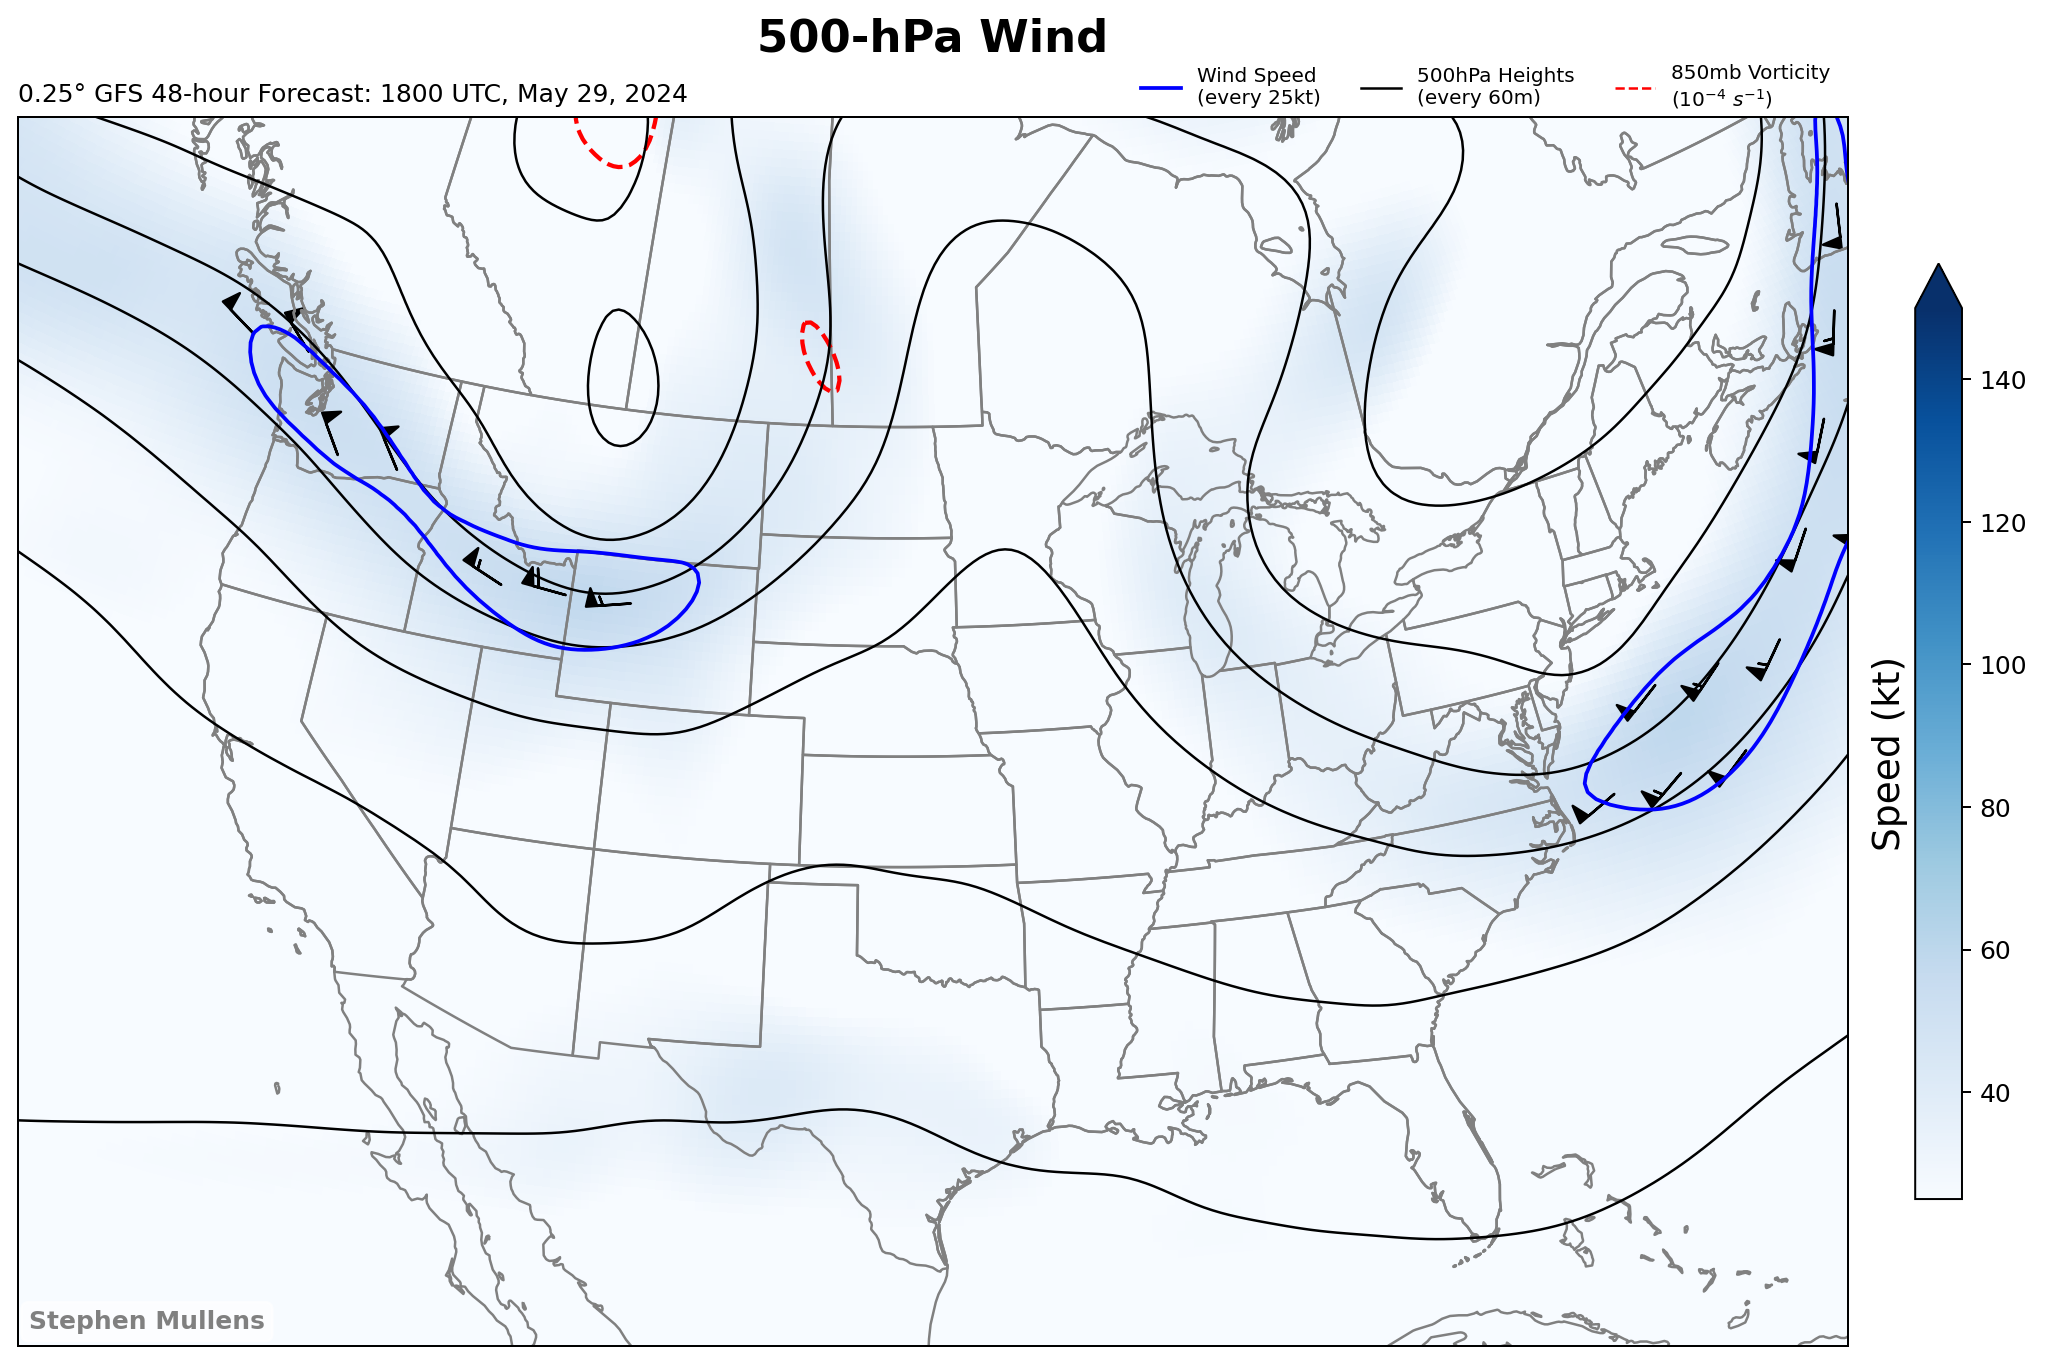 500-hPa Wind
0.25° GFS 48-hour Forecast: 1800 UTC, May 29, 2024
Wind Speed
(every 25kt)
500hPa Heights
(every 60m)
850mb Vorticity
(10⁻⁴ s⁻¹)
140
120
100
80
60
40
Speed (kt)
Stephen Mullens